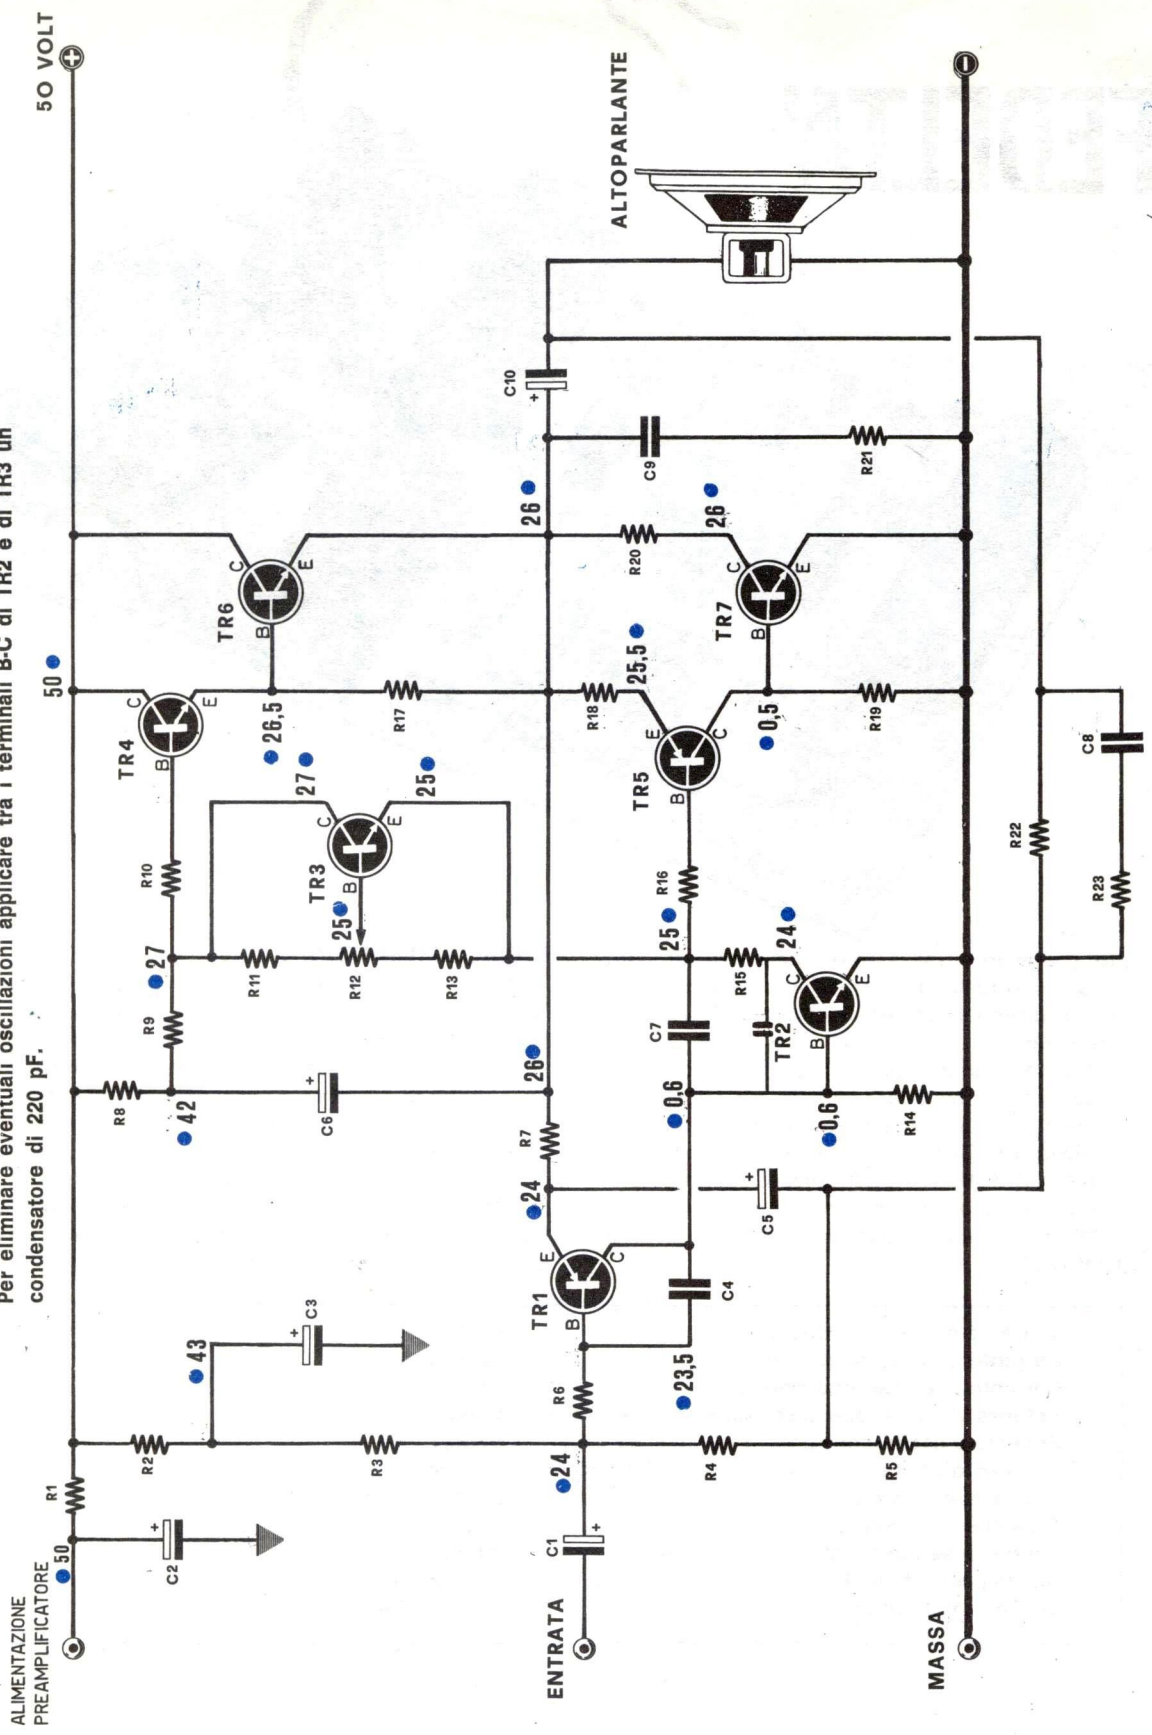 Per eliminare eventuali oscillazioni applicare tra i terminali B-C di TR2 e di TR3 un
condensatore di 220 pF.
ALIMENTAZIONE
PREAMPLIFICATORE
50
R1
50
50 VOLT
+
C2
+
R2
43
C3
+
R3
R8
42
C6
+
R9
27
R10
R11
R12
R13
25
TR3
B
C
E
27
25
TR4
B
C
E
26,5
R17
TR6
B
C
E
ENTRATA
C1
+
24
R6
TR1
B
E
C
24
R7
26
26
C10
+
ALTOPARLANTE
23,5
C4
R4
R5
C5
+
0,6
C7
25
R16
TR5
B
E
C
25,5
R18
R20
26
C9
R21
TR7
B
C
E
0,5
R19
R15
24
TR2
B
C
E
0,6
R14
MASSA
-
R22
R23
C8